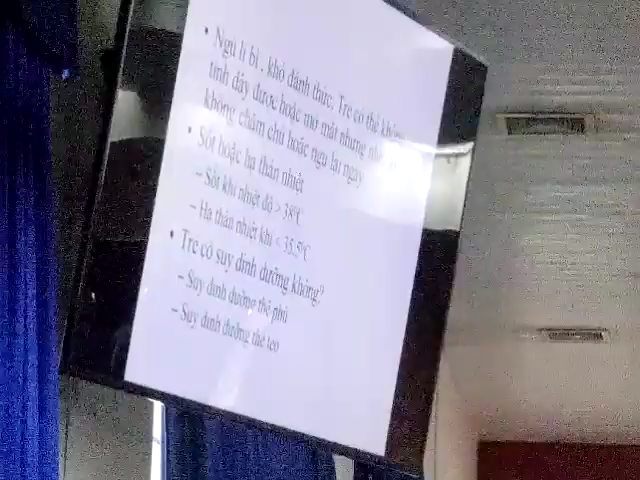 • Ngủ li bì, khó đánh thức, Trẻ có thể không
tỉnh dậy được hoặc mở mắt nhưng
không chăm chú hoặc ngủ lại ngay
• Sốt hoặc hạ thân nhiệt
– Sốt khi nhiệt độ > 38°C
– Hạ thân nhiệt khi < 35.5°C
• Trẻ có suy dinh dưỡng không?
– Suy dinh dưỡng thể phù
– Suy dinh dưỡng thể teo